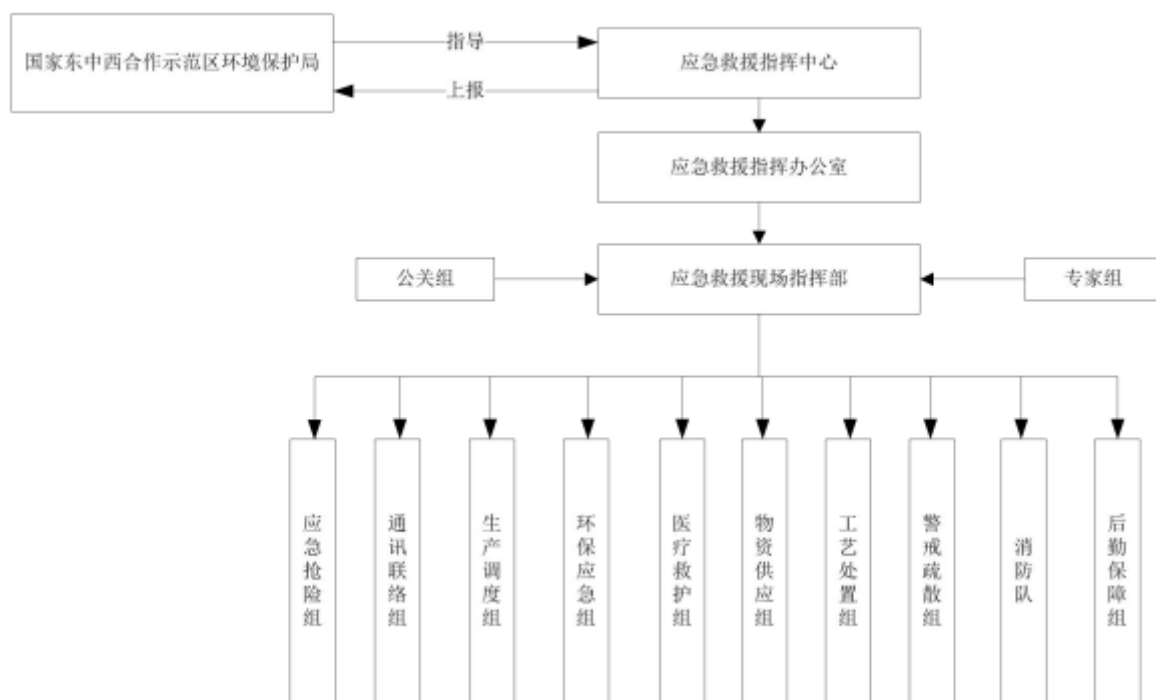 国家东中西合作示范区环境保护局
指导
应急救援指挥中心
上报
应急救援指挥办公室
公关组
应急救援现场指挥部
专家组
应急抢险组
通讯联络组
生产调度组
环保应急组
医疗救护组
物资供应组
工艺处置组
警戒疏散组
消防队
后勤保障组